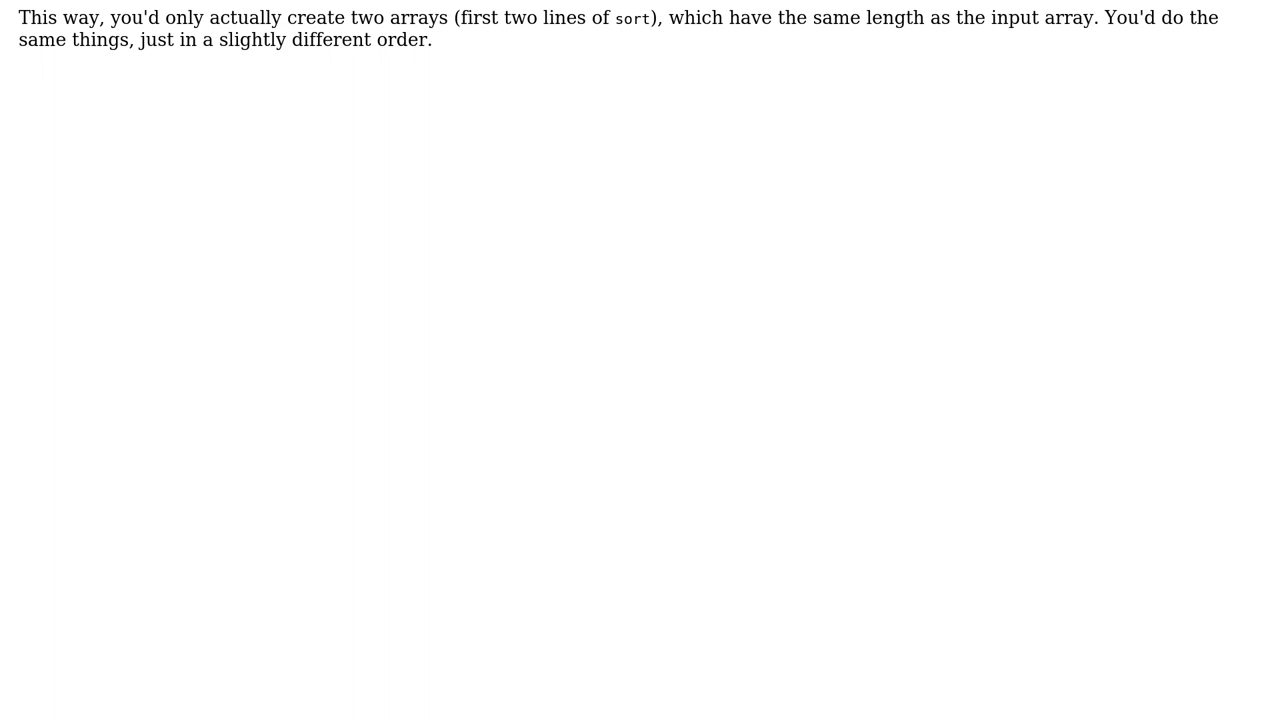 This way, you'd only actually create two arrays (first two lines of sort), which have the same length as the input array. You'd do the
same things, just in a slightly different order.